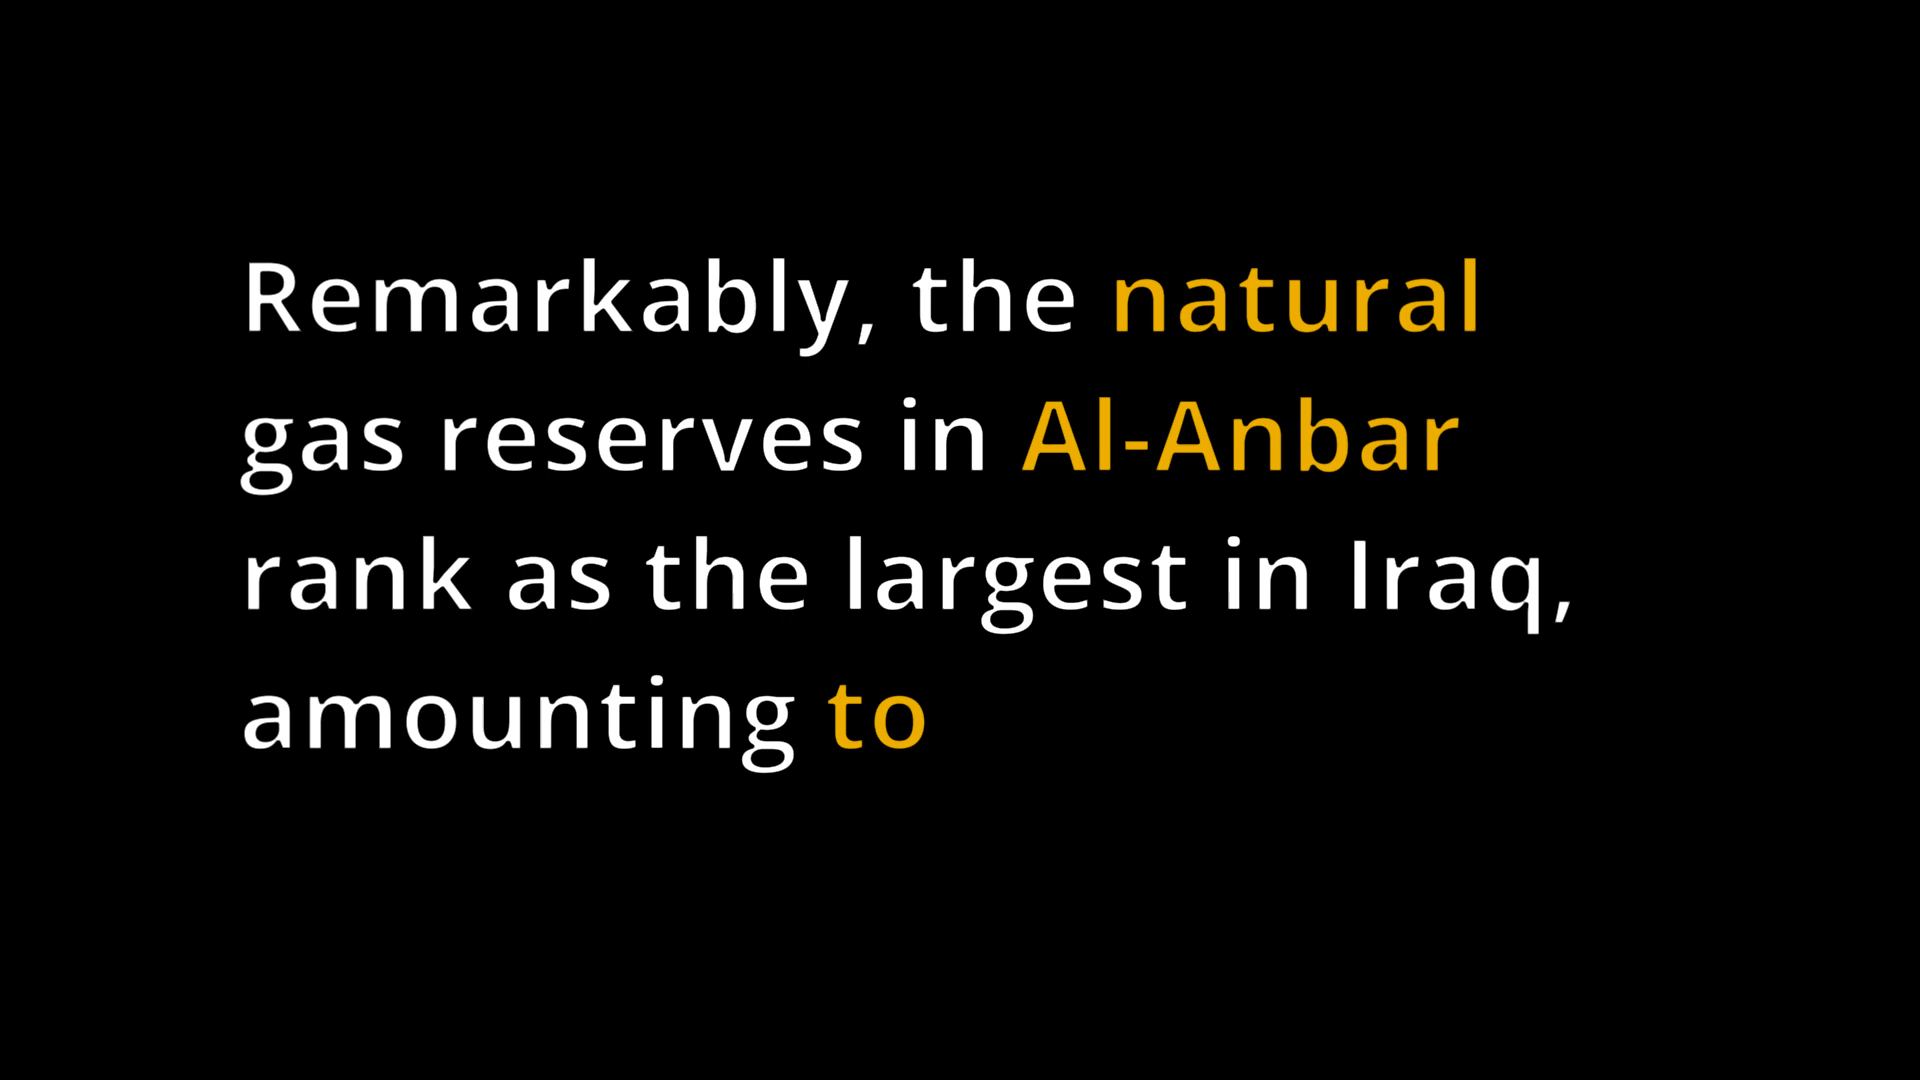 Remarkably, the natural
gas reserves in Al-Anbar
rank as the largest in Iraq,
amounting to